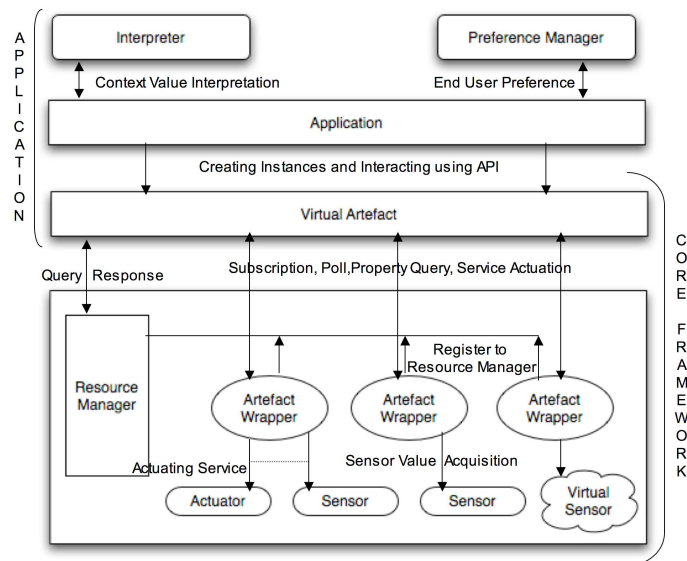 APPLICATION
Interpreter
Preference Manager
Context Value Interpretation
End User Preference
Application
Creating Instances and Interacting using API
Virtual Artefact
CORE FRAMEWORK
Query Response
Subscription, Poll,Property Query, Service Actuation
Register to
Resource Manager
Resource
Manager
Artefact
Wrapper
Artefact
Wrapper
Artefact
Wrapper
Actuating Service
Sensor Value Acquisition
Actuator
Sensor
Sensor
Virtual
Sensor